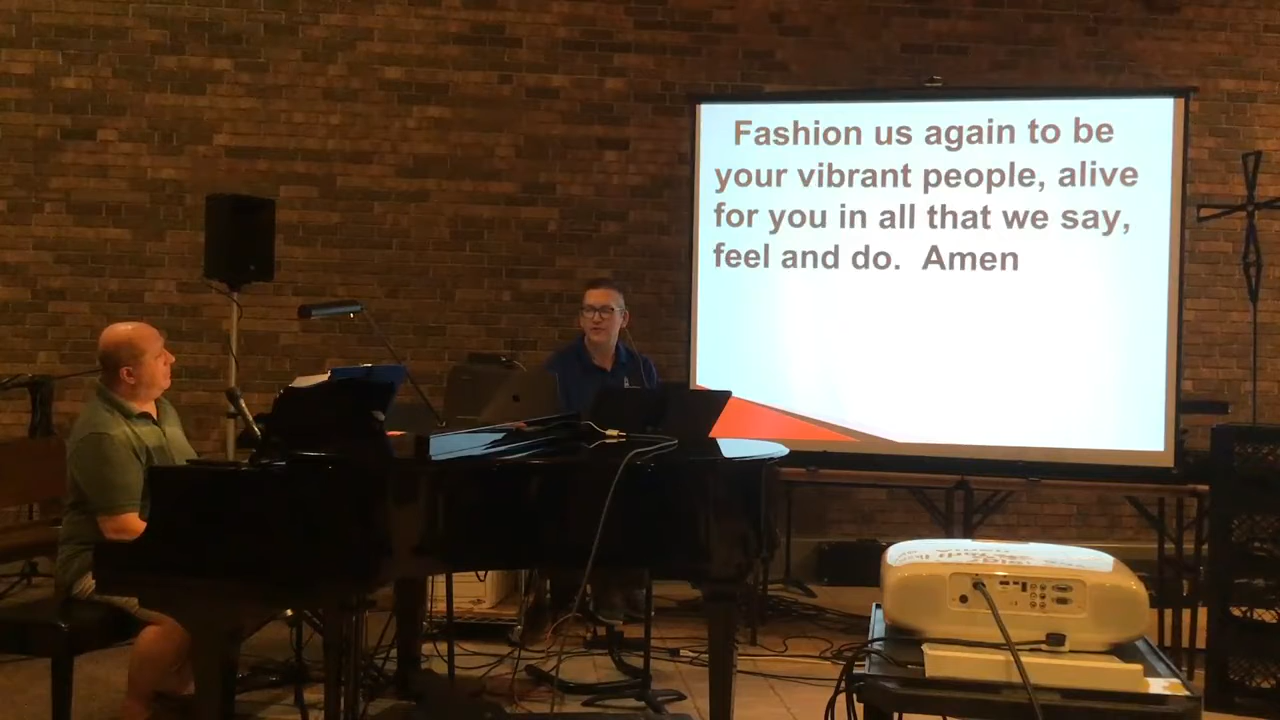 Fashion us again to be
your vibrant people, alive
for you in all that we say,
feel and do.  Amen